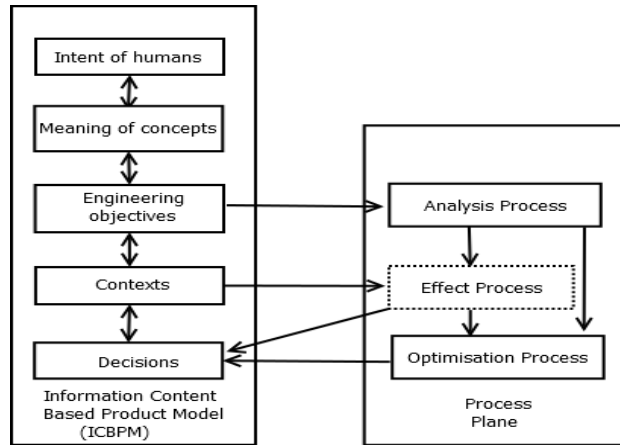 Intent of humans
Meaning of concepts
Engineering
objectives
Contexts
Decisions
Information Content
Based Product Model
(ICBPM)
Analysis Process
Effect Process
Optimisation Process
Process
Plane